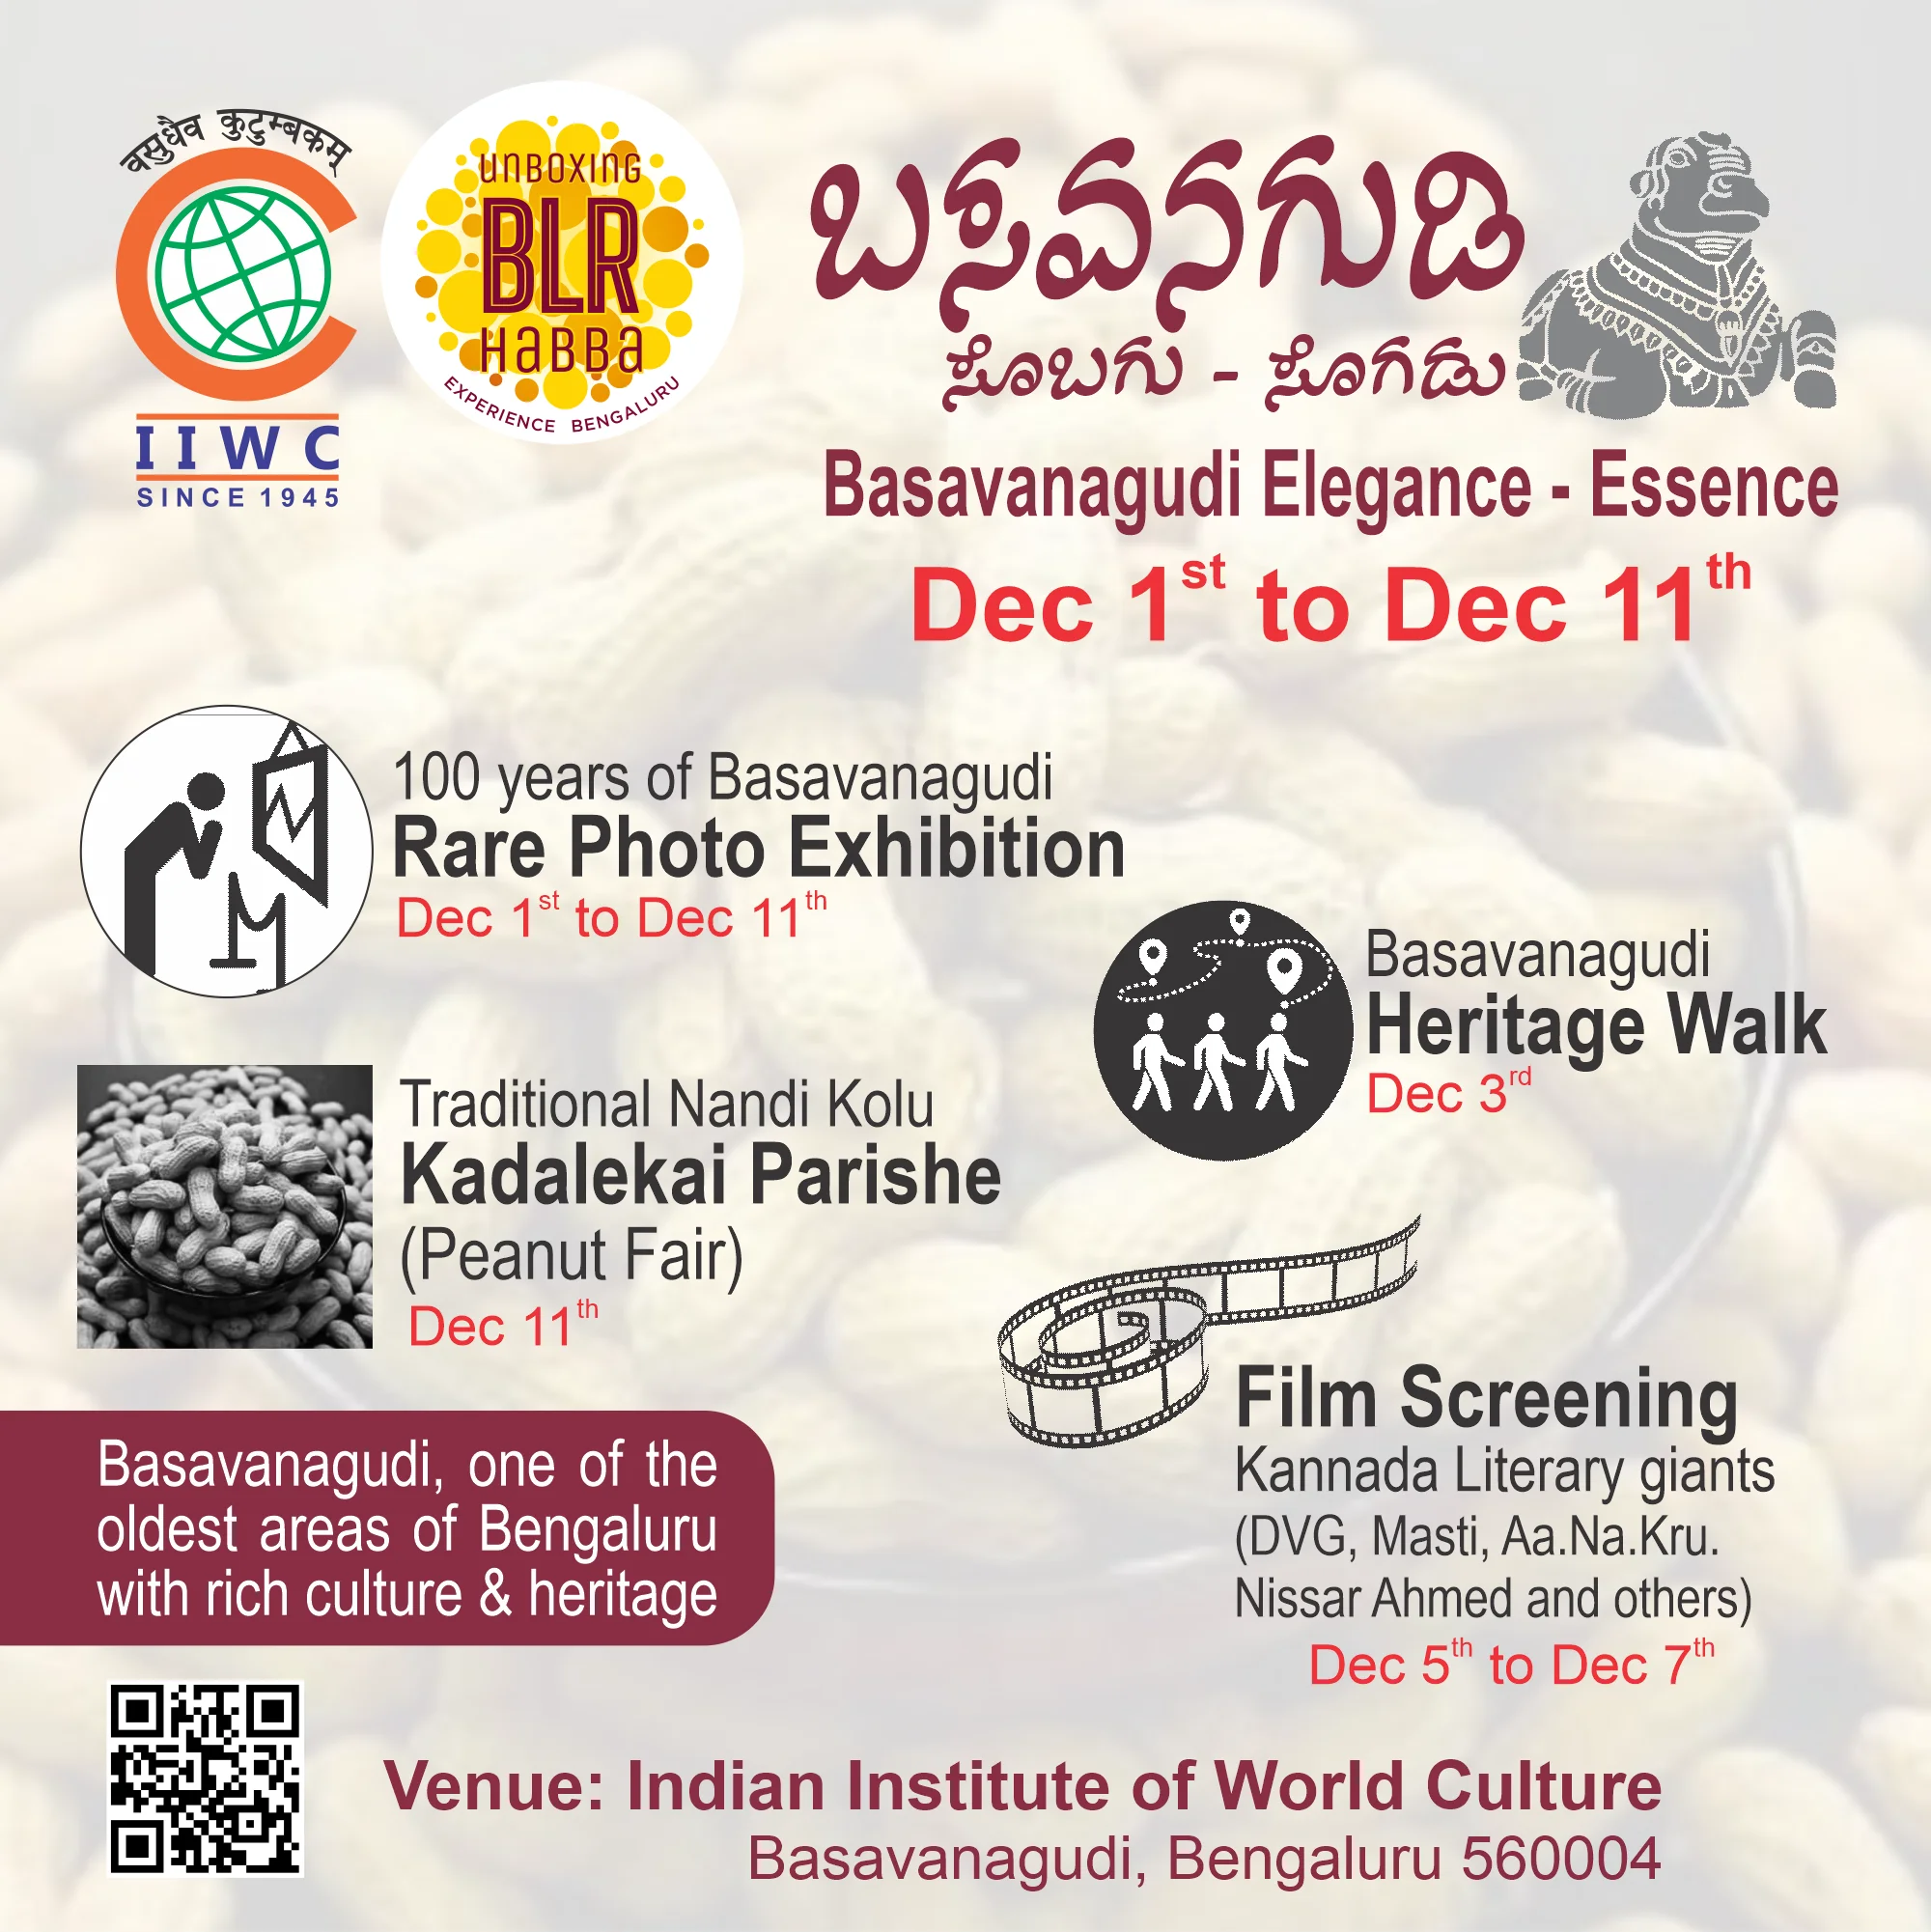 वसुधैव कुटुम्बकम्
IIWC
SINCE 1945
UNBOXING
BLR
HABBA
EXPERIENCE BENGALURU
ಬಸವನಗುಡಿ
ಸೊಬಗು - ಸೊಗಡು
Basavanagudi Elegance - Essence
Dec 1st to Dec 11th
100 years of Basavanagudi
Rare Photo Exhibition
Dec 1st to Dec 11th
Basavanagudi
Heritage Walk
Dec 3rd
Traditional Nandi Kolu
Kadalekai Parishe
(Peanut Fair)
Dec 11th
Film Screening
Kannada Literary giants
(DVG, Masti, Aa.Na.Kru.
Nissar Ahmed and others)
Dec 5th to Dec 7th
Basavanagudi, one of the
oldest areas of Bengaluru
with rich culture & heritage
Venue: Indian Institute of World Culture
Basavanagudi, Bengaluru 560004